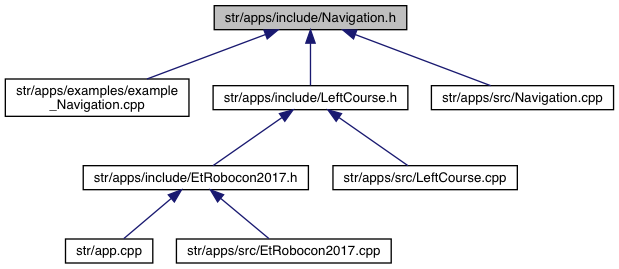 str/apps/include/Navigation.h
str/apps/examples/example
_Navigation.cpp
str/apps/include/LeftCourse.h
str/apps/src/Navigation.cpp
str/apps/include/EtRobocon2017.h
str/apps/src/LeftCourse.cpp
str/app.cpp
str/apps/src/EtRobocon2017.cpp